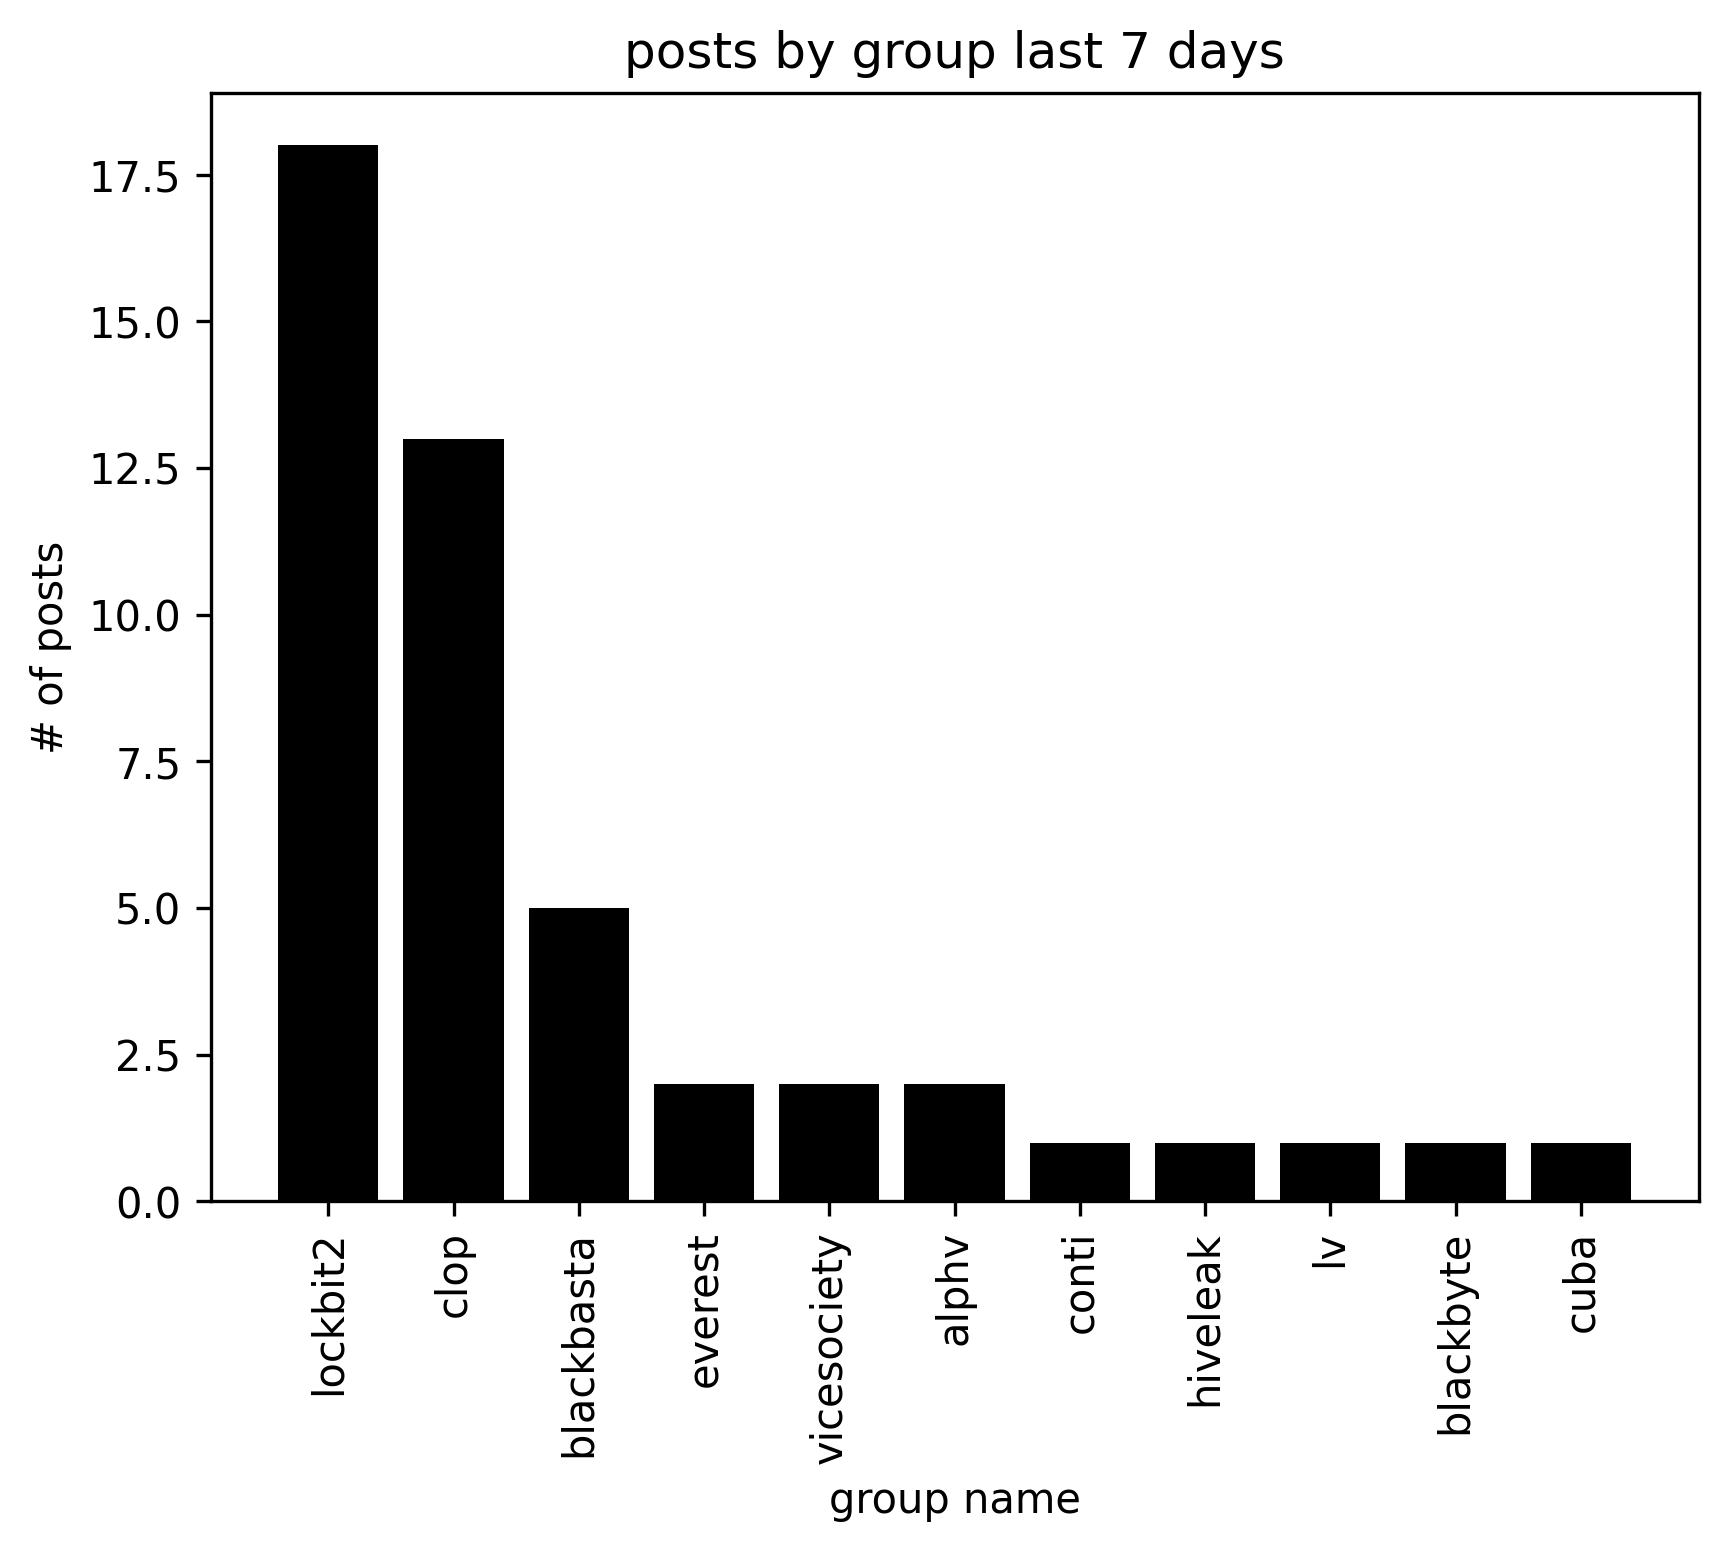 posts by group last 7 days
# of posts
17.5
15.0
12.5
10.0
7.5
5.0
2.5
0.0
lockbit2
clop
blackbasta
everest
vicesociety
alphv
conti
hiveleak
lv
blackbyte
cuba
group name